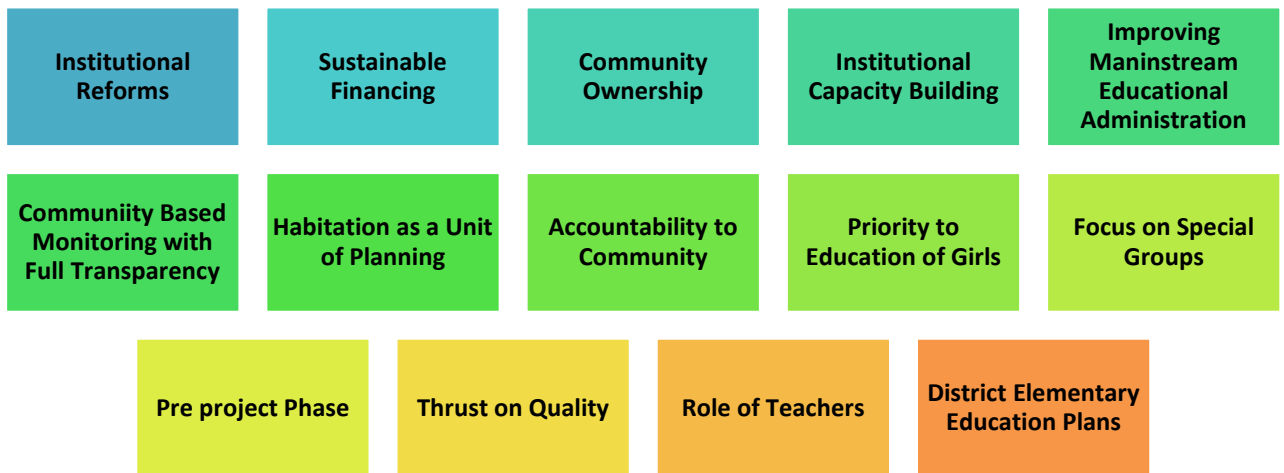 Institutional
Reforms
Sustainable
Financing
Community
Ownership
Institutional
Capacity Building
Improving
Maninstream
Educational
Administration
Communiity Based
Monitoring with
Full Transparency
Habitation as a Unit
of Planning
Accountability to
Community
Priority to
Education of Girls
Focus on Special
Groups
Pre project Phase
Thrust on Quality
Role of Teachers
District Elementary
Education Plans